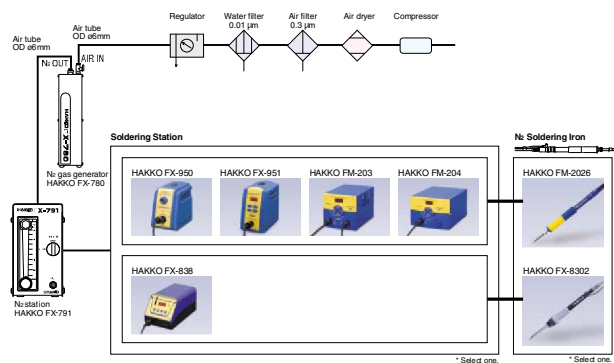 Regulator
Water filter
0.01 µm
Air filter
0.3 µm
Air dryer
Compressor
Air tube
OD ø6mm
Air tube
OD ø6mm
N₂ OUT
AIR IN
HAKKO X-780
N₂ gas generator
HAKKO FX-780
X-791
N₂ station
HAKKO FX-791
Soldering Station
HAKKO FX-950
HAKKO FX-951
HAKKO FM-203
HAKKO FM-204
HAKKO FX-838
* Select one.
N₂ Soldering Iron
HAKKO FM-2026
HAKKO FX-8302
* Select one.